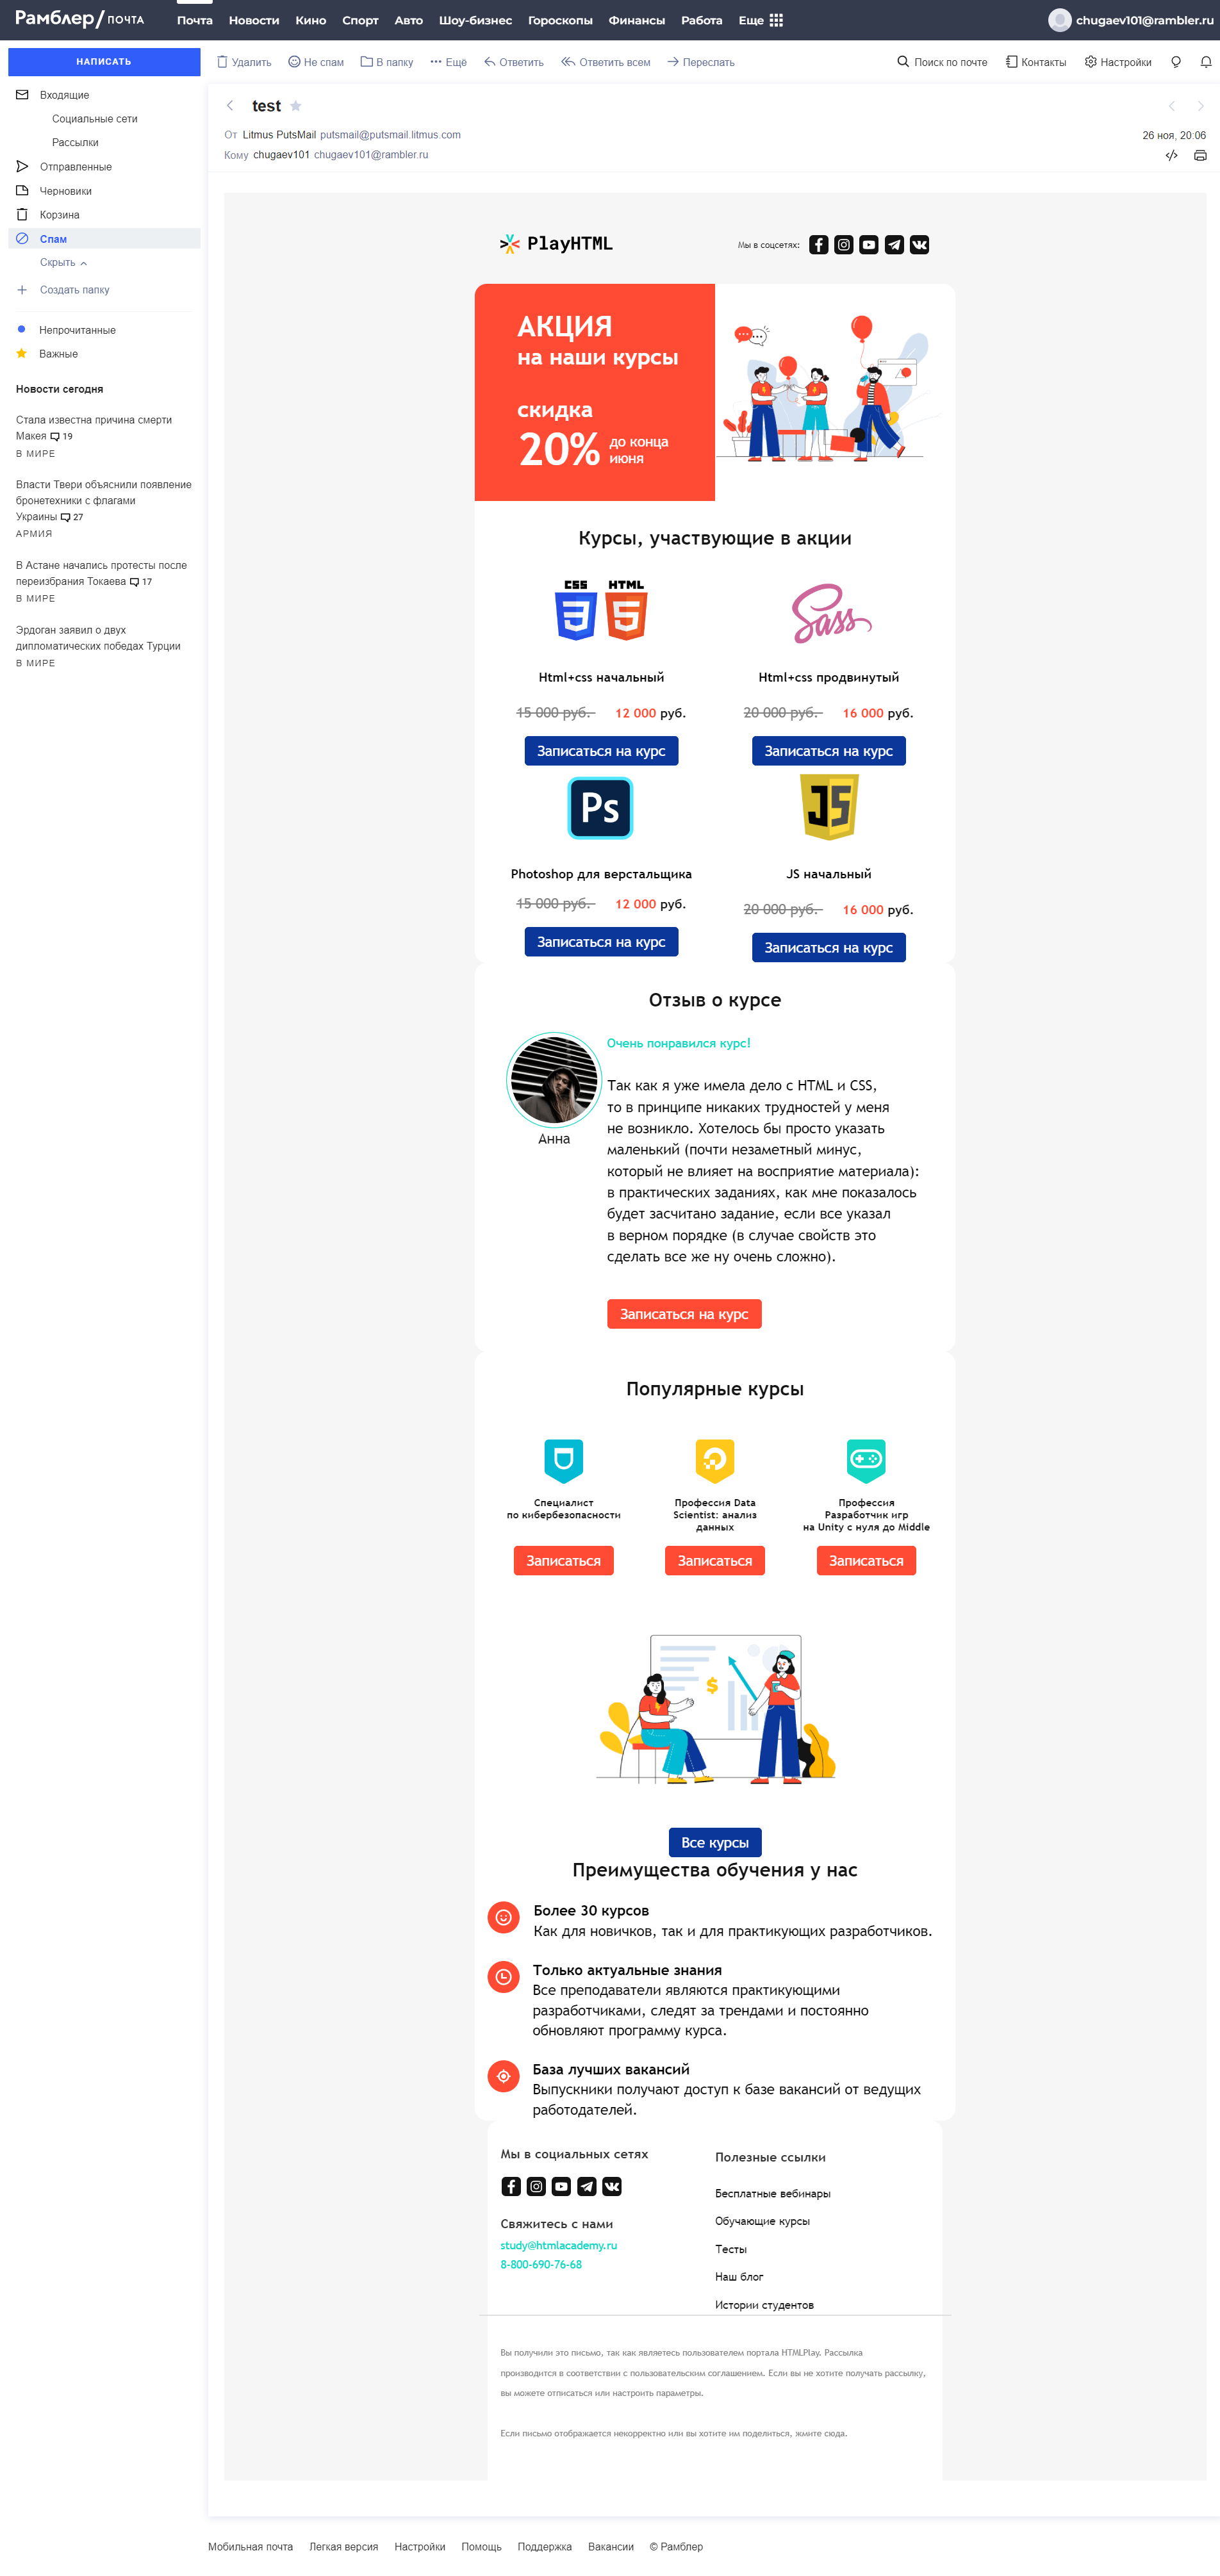 Рамблер/ПОЧТА
Почта Новости Кино Спорт Авто Шоу-бизнес Гороскопы Финансы Работа Еще
chugaev101@rambler.ru
НАПИСАТЬ
Удалить Не спам В папку Ещё Ответить Ответить всем Переслать
Поиск по почте Контакты Настройки
Входящие
Социальные сети
Рассылки
Отправленные
Черновики
Корзина
Спам
Скрыть
Создать папку
Непрочитанные
Важные
Новости сегодня
Стала известна причина смерти
Макея 19
В МИРЕ
Власти Твери объяснили появление
бронетехники с флагами
Украины 27
АРМИЯ
В Астане начались протесты после
переизбрания Токаева 17
В МИРЕ
Эрдоган заявил о двух
дипломатических победах Турции
В МИРЕ
test
От Litmus PutsMail putsmail@putsmail.litmus.com
26 ноя, 20:06
Кому chugaev101 chugaev101@rambler.ru
PlayHTML
Мы в соцсетях:
АКЦИЯ
на наши курсы
скидка
20% до конца
июня
Курсы, участвующие в акции
CSS HTML
3 5
Sass
Html+css начальный
Html+css продвинутый
15 000 руб. 12 000 руб.
20 000 руб. 16 000 руб.
Записаться на курс
Записаться на курс
Ps
JS
Photoshop для верстальщика
JS начальный
15 000 руб. 12 000 руб.
20 000 руб. 16 000 руб.
Записаться на курс
Записаться на курс
Отзыв о курсе
Анна
Очень понравился курс!
Так как я уже имела дело с HTML и CSS,
то в принципе никаких трудностей у меня
не возникло. Хотелось бы просто указать
маленький (почти незаметный минус,
который не влияет на восприятие материала):
в практических заданиях, как мне показалось
будет засчитано задание, если все указал
в верном порядке (в случае свойств это
сделать все же ну очень сложно).
Записаться на курс
Популярные курсы
Специалист
по кибербезопасности
Профессия Data
Scientist: анализ
данных
Профессия
Разработчик игр
на Unity с нуля до Middle
Записаться
Записаться
Записаться
$
Все курсы
Преимущества обучения у нас
Более 30 курсов
Как для новичков, так и для практикующих разработчиков.
Только актуальные знания
Все преподаватели являются практикующими
разработчиками, следят за трендами и постоянно
обновляют программу курса.
База лучших вакансий
Выпускники получают доступ к базе вакансий от ведущих
работодателей.
Мы в социальных сетях
Свяжитесь с нами
study@htmlacademy.ru
8-800-690-76-68
Полезные ссылки
Бесплатные вебинары
Обучающие курсы
Тесты
Наш блог
Истории студентов
Вы получили это письмо, так как являетесь пользователем портала HTMLPlay. Рассылка
производится в соответствии с пользовательским соглашением. Если вы не хотите получать рассылку,
вы можете отписаться или настроить параметры.
Если письмо отображается некорректно или вы хотите им поделиться, жмите сюда.
Мобильная почта Легкая версия Настройки Помощь Поддержка Вакансии © Рамблер